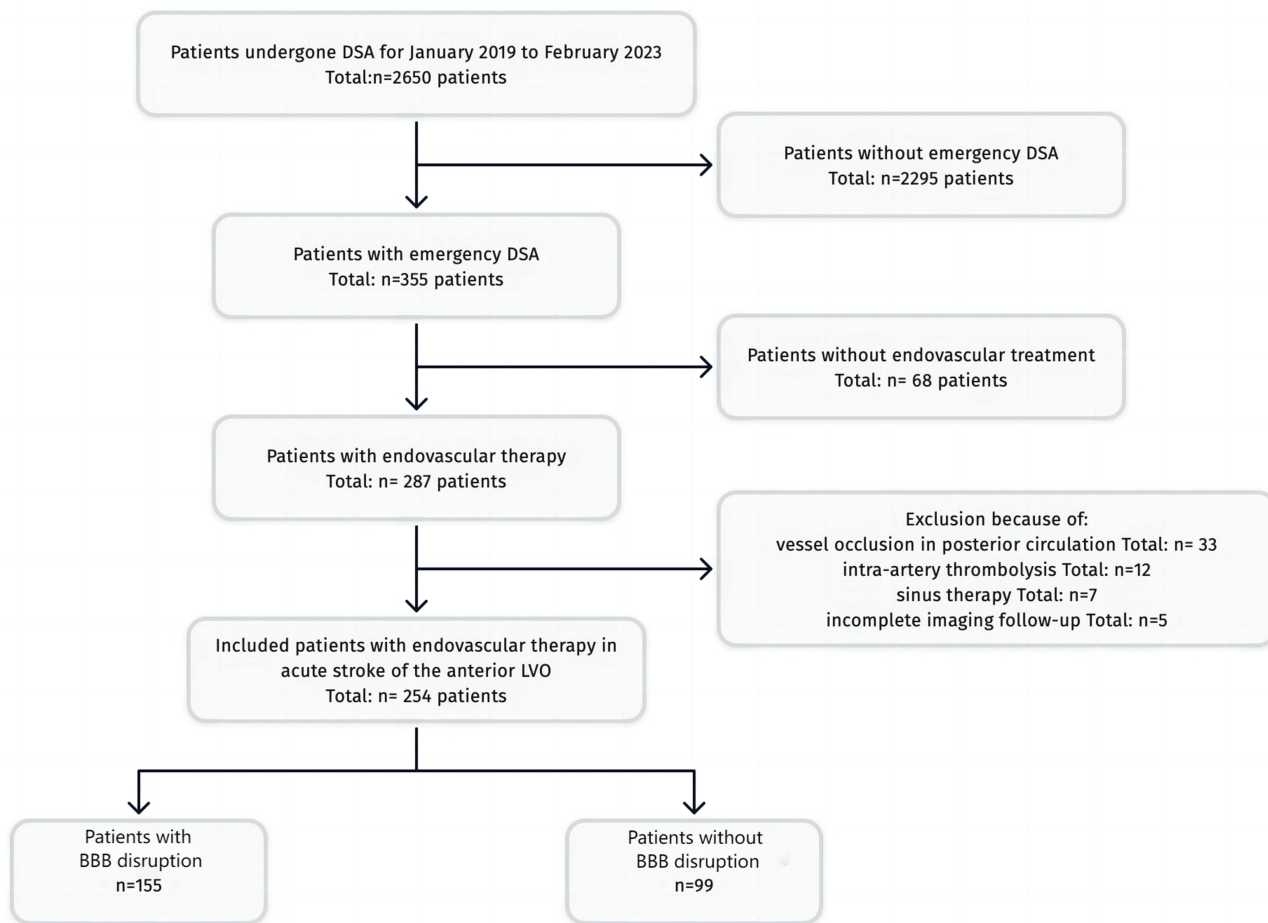 Patients undergone DSA for January 2019 to February 2023
Total:n=2650 patients
Patients without emergency DSA
Total: n=2295 patients
Patients with emergency DSA
Total: n=355 patients
Patients without endovascular treatment
Total: n= 68 patients
Patients with endovascular therapy
Total: n= 287 patients
Exclusion because of:
vessel occlusion in posterior circulation Total: n= 33
intra-artery thrombolysis Total: n=12
sinus therapy Total: n=7
incomplete imaging follow-up Total: n=5
Included patients with endovascular therapy in
acute stroke of the anterior LVO
Total: n= 254 patients
Patients with
BBB disruption
n=155
Patients without
BBB disruption
n=99